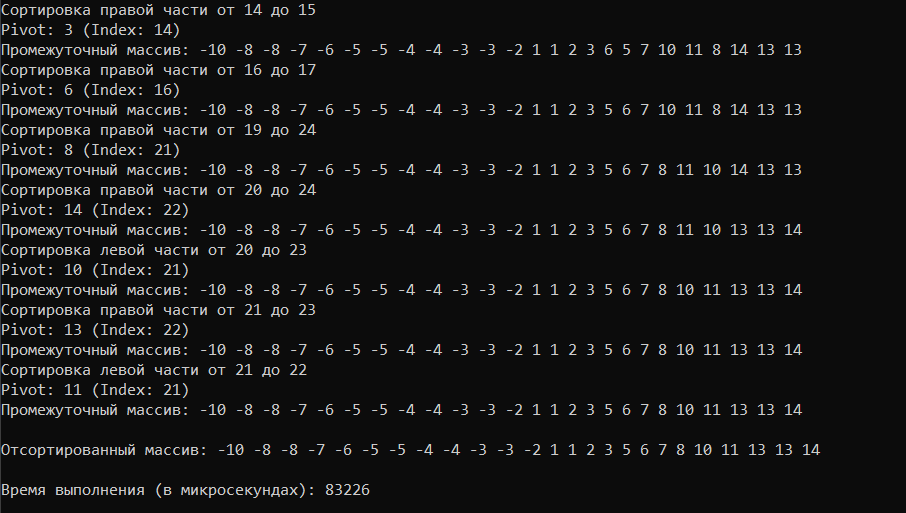 Сортировка правой части от 14 до 15
Pivot: 3 (Index: 14)
Промежуточный массив: -10 -8 -8 -7 -6 -5 -5 -4 -4 -3 -3 -2 1 1 2 3 6 5 7 10 11 8 14 13 13
Сортировка правой части от 16 до 17
Pivot: 6 (Index: 16)
Промежуточный массив: -10 -8 -8 -7 -6 -5 -5 -4 -4 -3 -3 -2 1 1 2 3 5 6 7 10 11 8 14 13 13
Сортировка правой части от 19 до 24
Pivot: 8 (Index: 21)
Промежуточный массив: -10 -8 -8 -7 -6 -5 -5 -4 -4 -3 -3 -2 1 1 2 3 5 6 7 8 11 10 14 13 13
Сортировка правой части от 20 до 24
Pivot: 14 (Index: 22)
Промежуточный массив: -10 -8 -8 -7 -6 -5 -5 -4 -4 -3 -3 -2 1 1 2 3 5 6 7 8 11 10 13 13 14
Сортировка левой части от 20 до 23
Pivot: 10 (Index: 21)
Промежуточный массив: -10 -8 -8 -7 -6 -5 -5 -4 -4 -3 -3 -2 1 1 2 3 5 6 7 8 10 11 13 13 14
Сортировка правой части от 21 до 23
Pivot: 13 (Index: 22)
Промежуточный массив: -10 -8 -8 -7 -6 -5 -5 -4 -4 -3 -3 -2 1 1 2 3 5 6 7 8 10 11 13 13 14
Сортировка левой части от 21 до 22
Pivot: 11 (Index: 21)
Промежуточный массив: -10 -8 -8 -7 -6 -5 -5 -4 -4 -3 -3 -2 1 1 2 3 5 6 7 8 10 11 13 13 14
Отсортированный массив: -10 -8 -8 -7 -6 -5 -5 -4 -4 -3 -3 -2 1 1 2 3 5 6 7 8 10 11 13 13 14
Время выполнения (в микросекундах): 83226